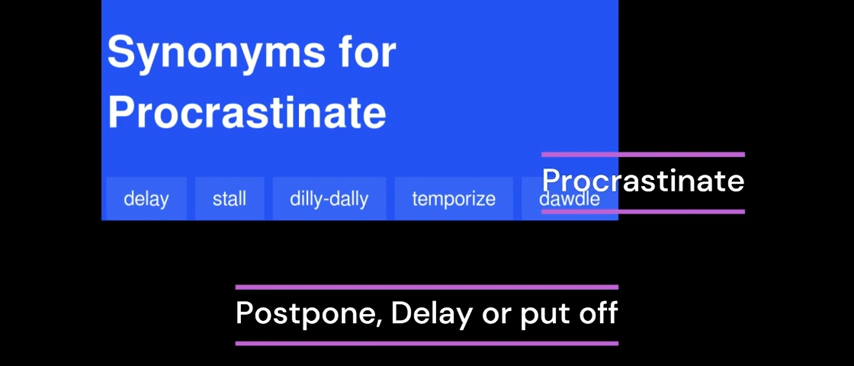 Synonyms for
Procrastinate
Procrastinate
delay stall dilly-dally temporize dawdle
Postpone, Delay or put off